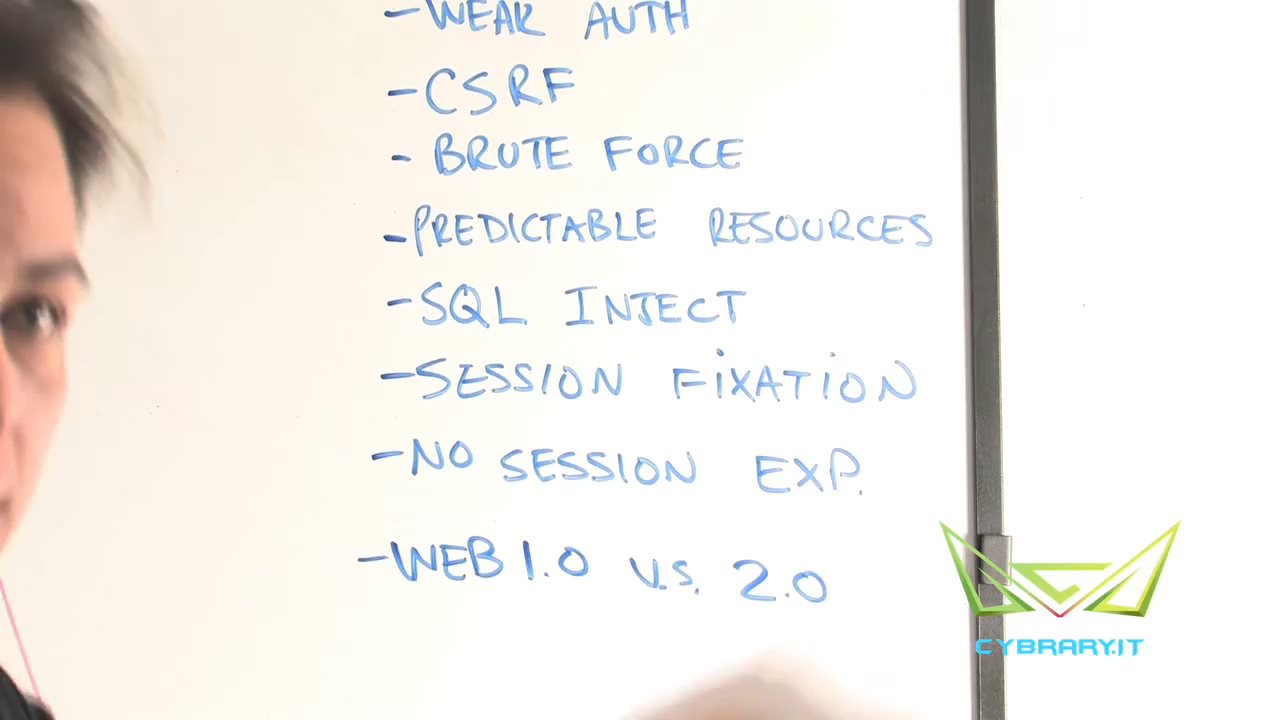 -WEAK AUTH
-CSRF
-BRUTE FORCE
-PREDICTABLE RESOURCES
-SQL INJECT
-SESSION FiXATiON
-NO SESSION EXP.
-WEB 1.0 v.s. 2.0
CYBRARY.IT